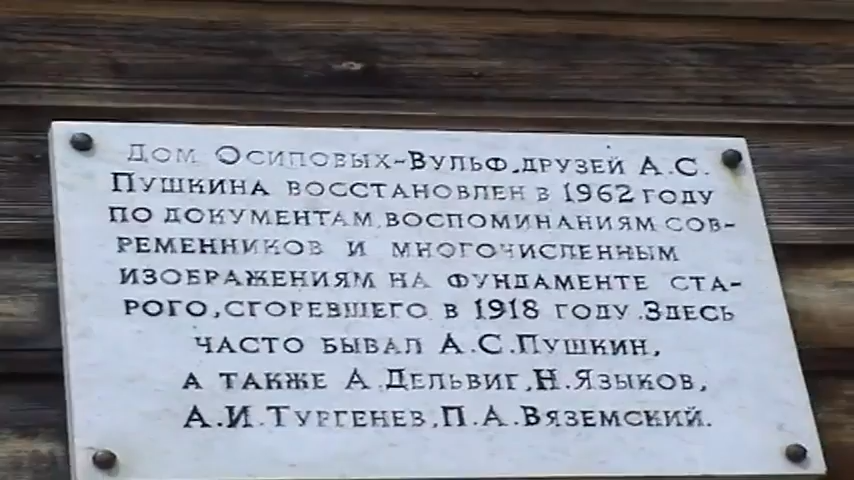 Дом Осиповых-Вульф, друзей А.С.
Пушкина восстановлен в 1962 году
по документам, воспоминаниям сов-
ременников и многочисленным
изображениям на фундаменте ста-
рого, сгоревшего в 1918 году. Здесь
часто бывал А.С.Пушкин,
а также А.Дельвиг, Н.Языков,
А.И.Тургенев, П.А.Вяземский.